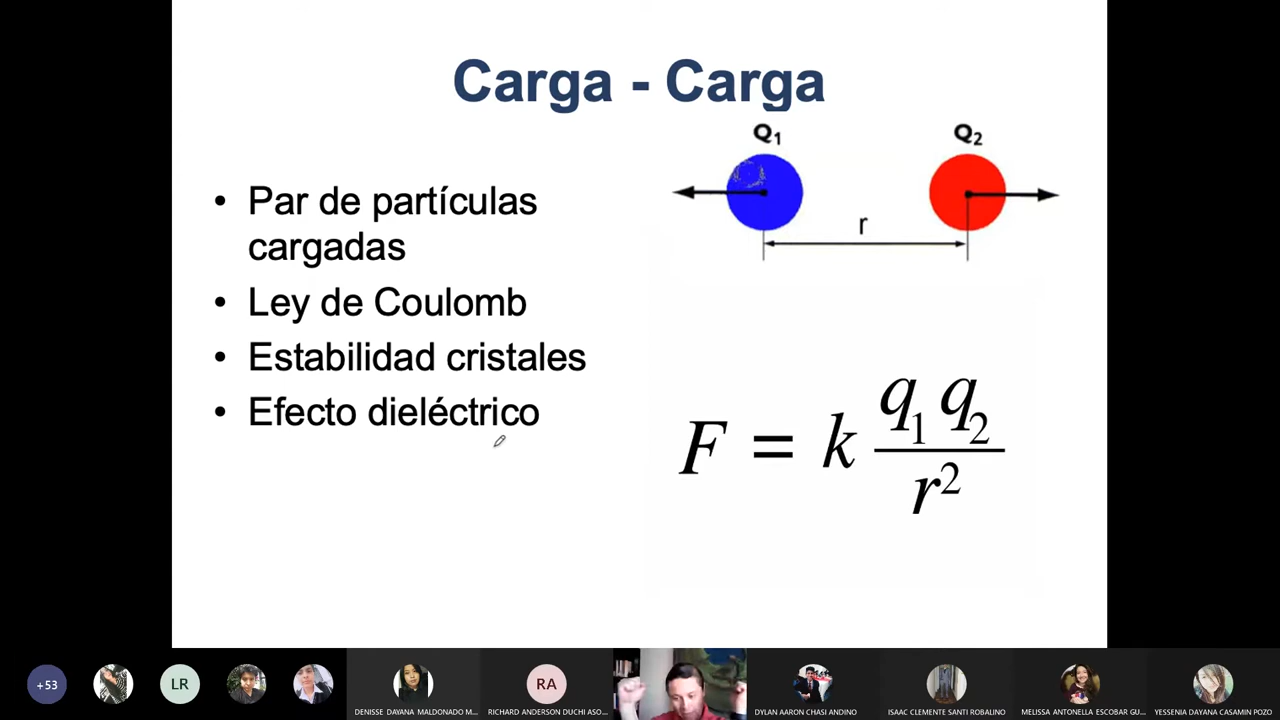 Carga - Carga
Q1 Q2
r
• Par de partículas
cargadas
• Ley de Coulomb
• Estabilidad cristales
• Efecto dieléctrico
F = k q1 q2 / r²
+53
LR
RA
DENISSE DAYANA MALDONADO M...
RICHARD ANDERSON DUCHI ASO...
DYLAN AARON CHASI ANDINO
ISAAC CLEMENTE SANTI ROBALINO
MELISSA ANTONELLA ESCOBAR GU...
YESSENIA DAYANA CASAMIN POZO